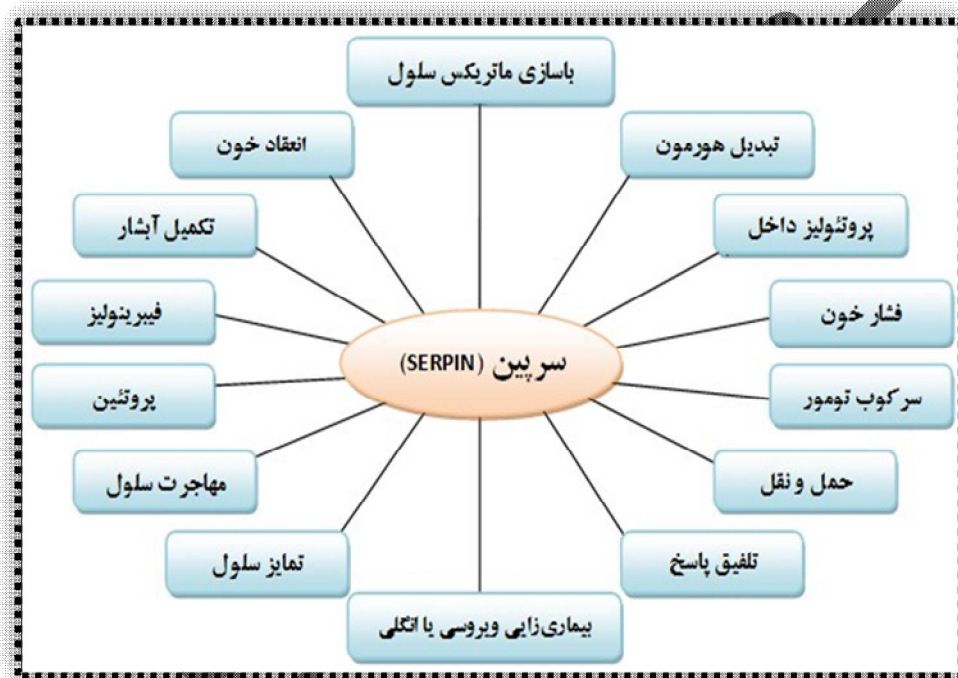 باسازی ماتریکس سلول
تبدیل هورمون
انعقاد خون
پروتئولیز داخل
تکمیل آبشار
فشار خون
فیبرینولیز
سرپین (SERPIN)
سرکوب تومور
پروتئین
حمل و نقل
مهاجرت سلول
تلفیق پاسخ
تمایز سلول
بیماری‌زایی ویروسی یا انگلی